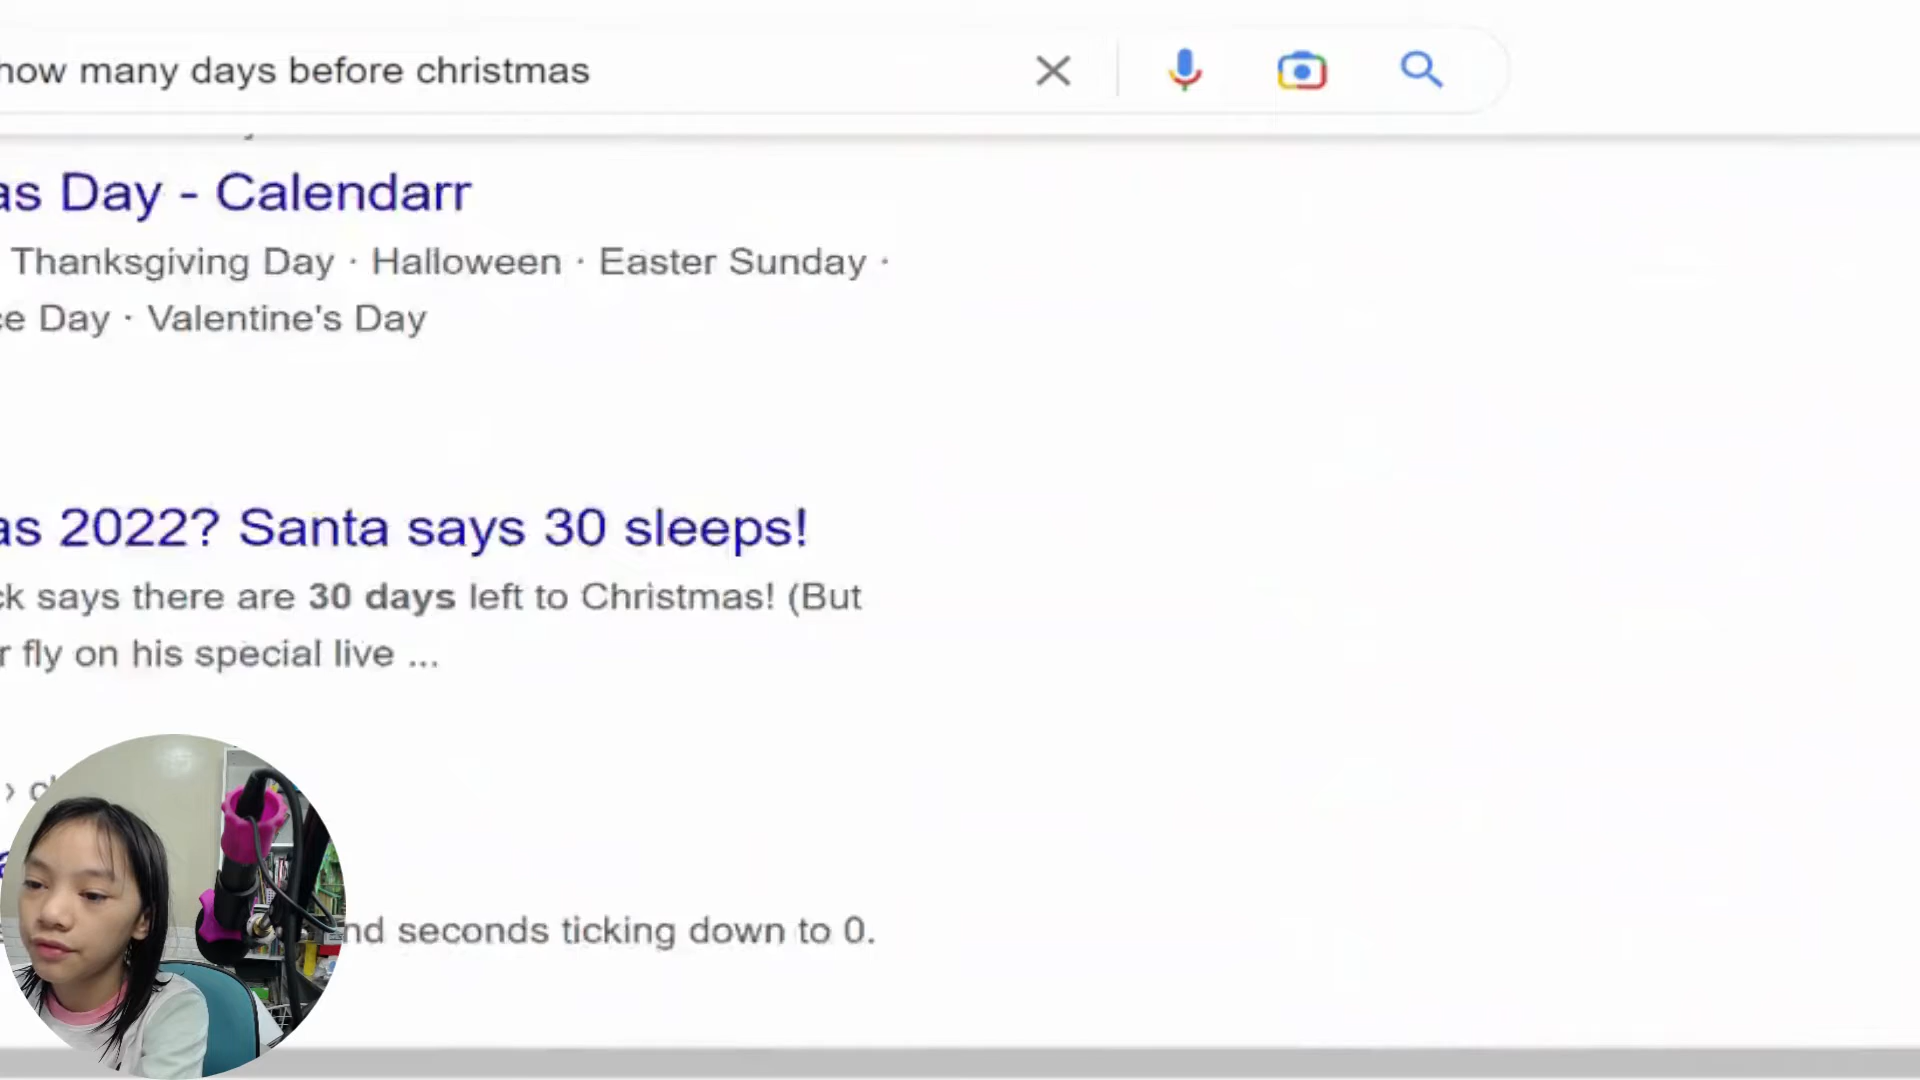 how many days before christmas
as Day - Calendarr
Thanksgiving Day · Halloween · Easter Sunday ·
ce Day · Valentine's Day
as 2022? Santa says 30 sleeps!
ck says there are 30 days left to Christmas! (But
r fly on his special live ...
nd seconds ticking down to 0.